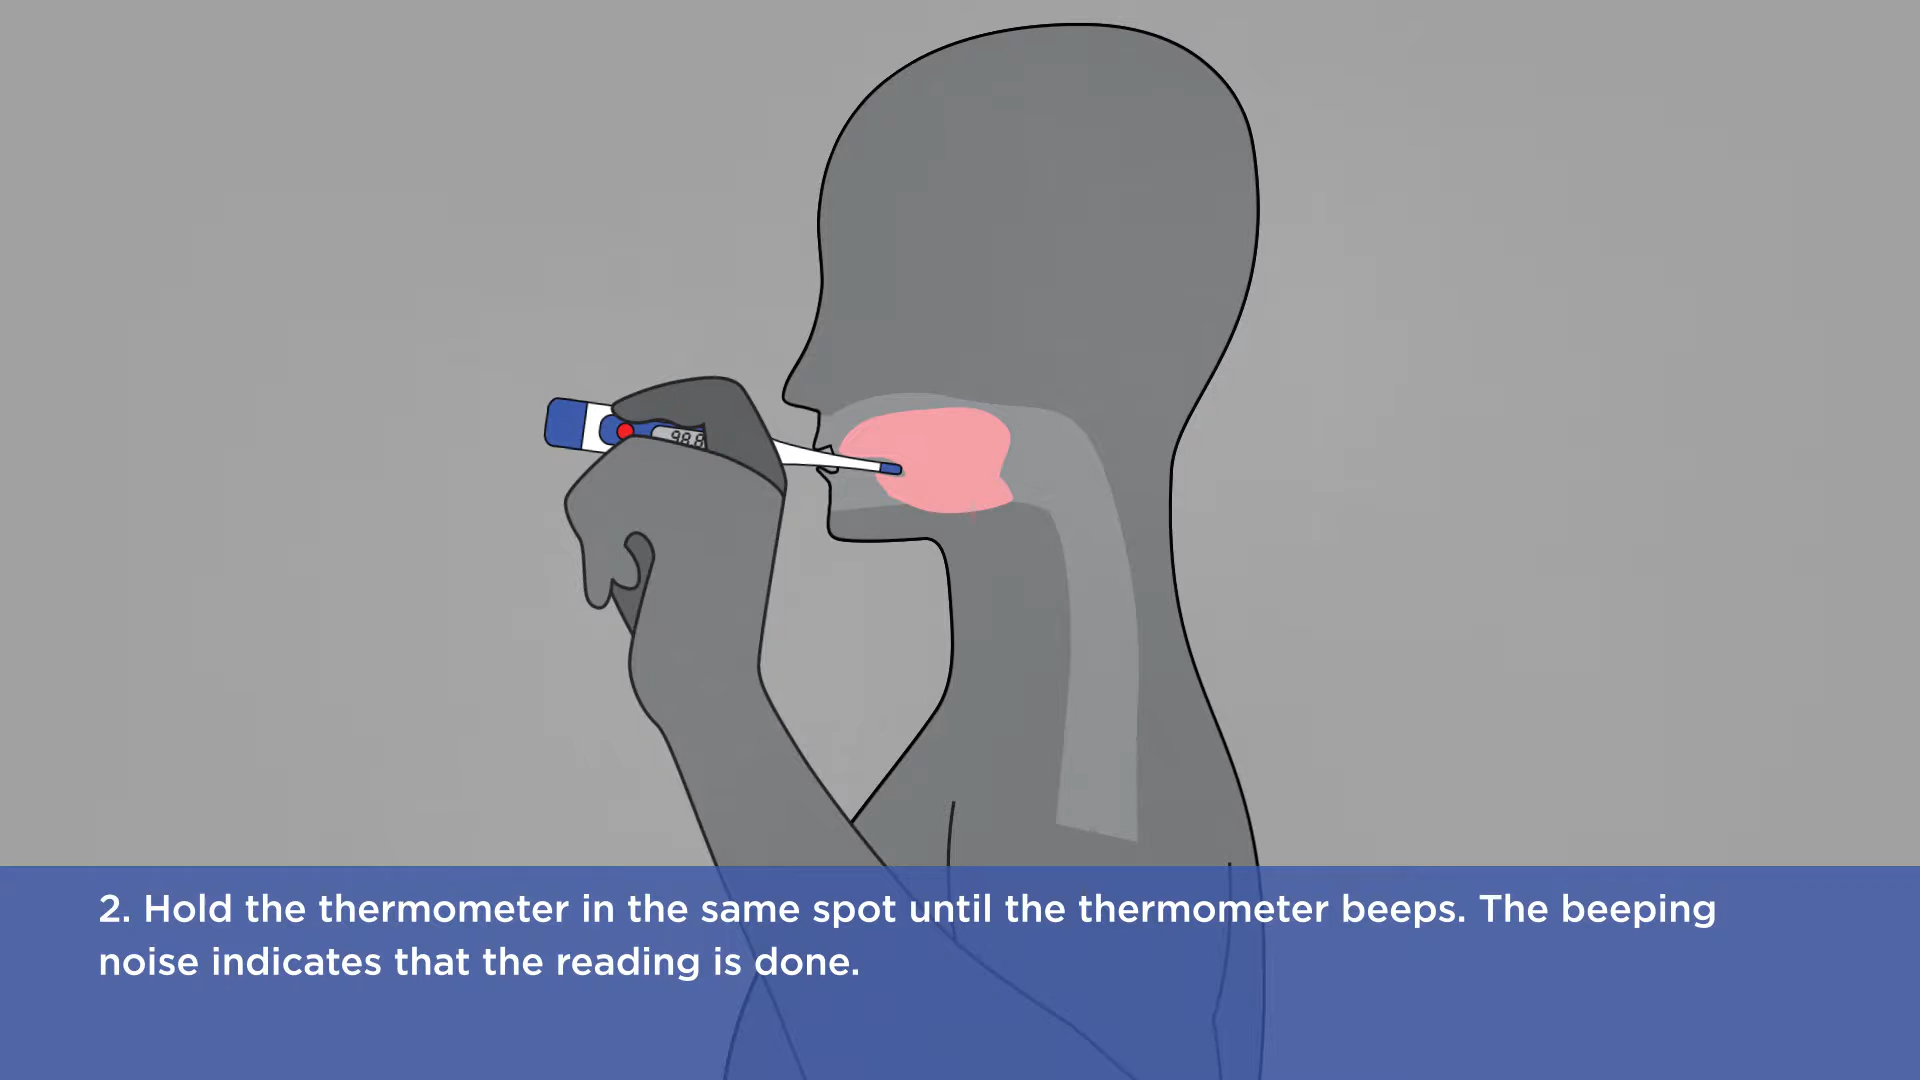 98.8
2. Hold the thermometer in the same spot until the thermometer beeps. The beeping
noise indicates that the reading is done.